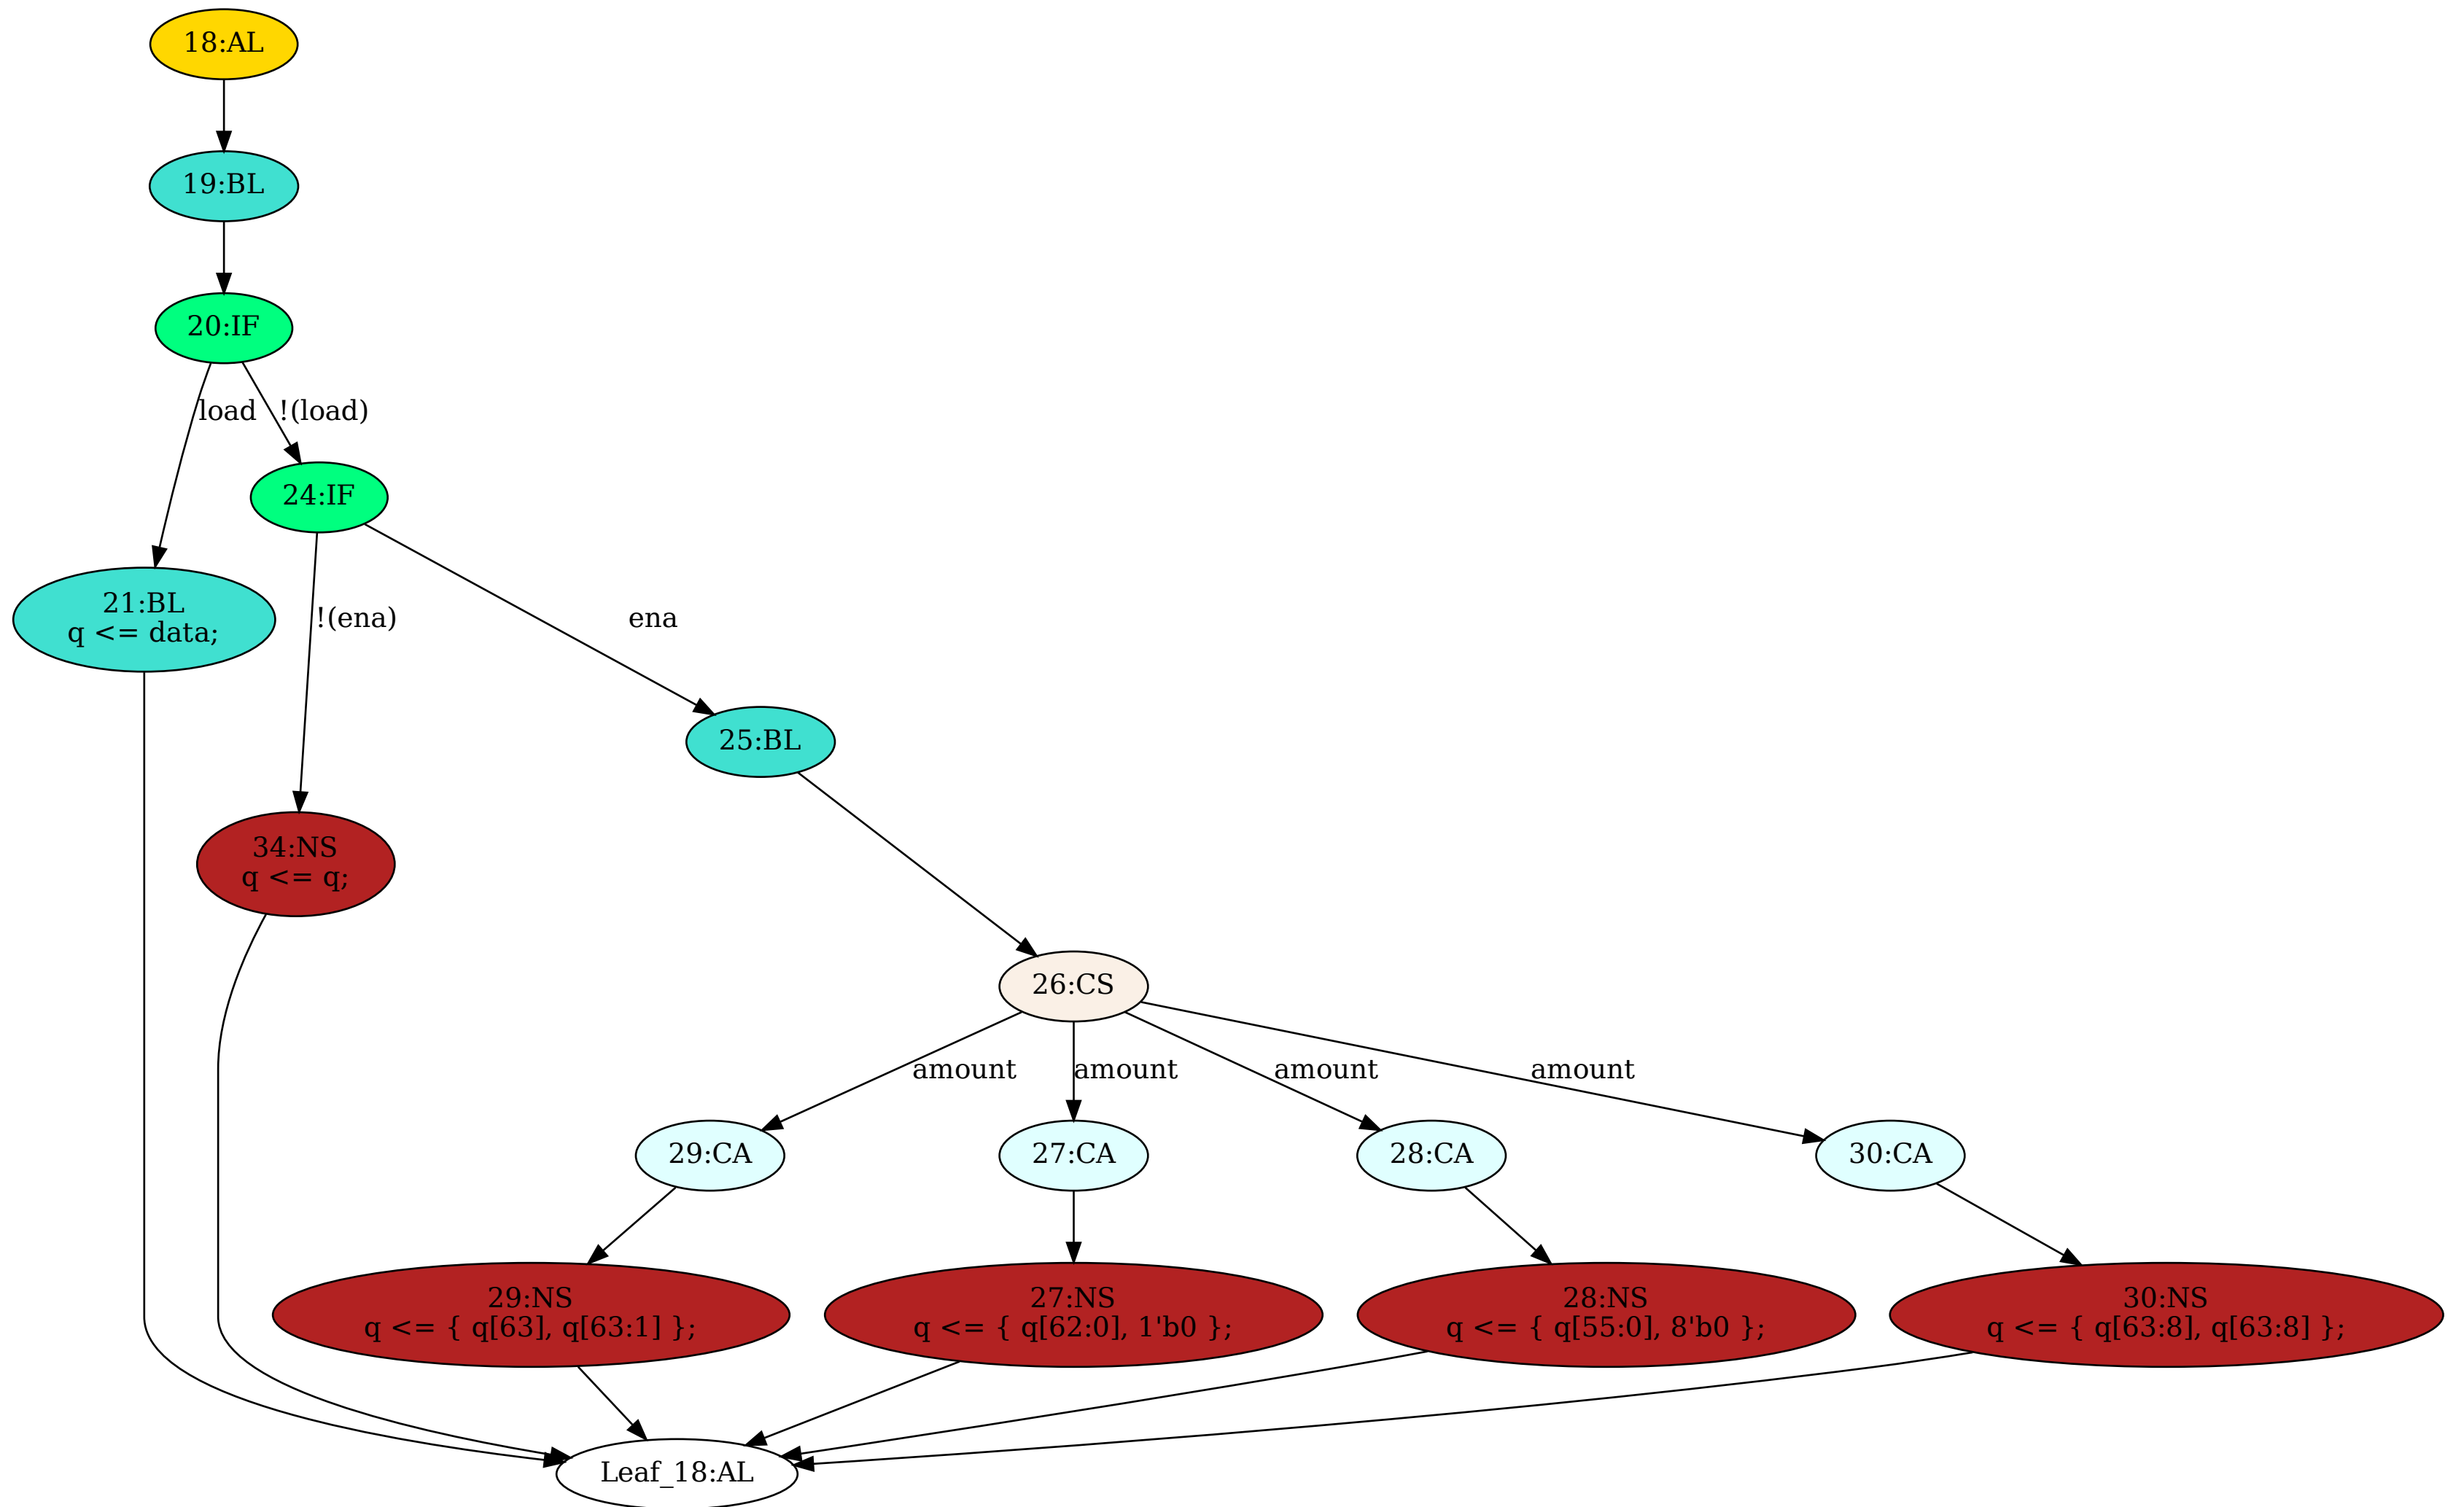 18:AL
19:BL
20:IF
load
!(load)
24:IF
21:BL
q <= data;
!(ena)
ena
25:BL
34:NS
q <= q;
26:CS
amount
amount
amount
amount
29:CA
27:CA
28:CA
30:CA
29:NS
q <= { q[63], q[63:1] };
27:NS
q <= { q[62:0], 1'b0 };
28:NS
q <= { q[55:0], 8'b0 };
30:NS
q <= { q[63:8], q[63:8] };
Leaf_18:AL